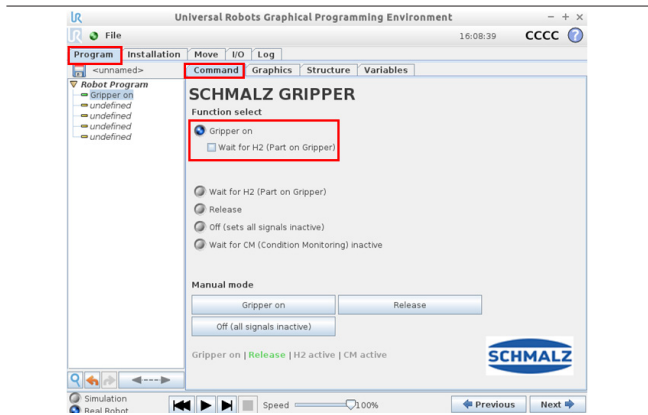 Universal Robots Graphical Programming Environment
File 16:08:39 CCCC ?
Program Installation Move I/O Log
<unnamed> Command Graphics Structure Variables
Robot Program
Gripper on
undefined
undefined
undefined
undefined
SCHMALZ GRIPPER
Function select
Gripper on
Wait for H2 (Part on Gripper)
Wait for H2 (Part on Gripper)
Release
Off (sets all signals inactive)
Wait for CM (Condition Monitoring) inactive
Manual mode
Gripper on Release
Off (all signals inactive)
Gripper on | Release | H2 active | CM active
SCHMALZ
Simulation
Real Robot
Speed 100% Previous Next